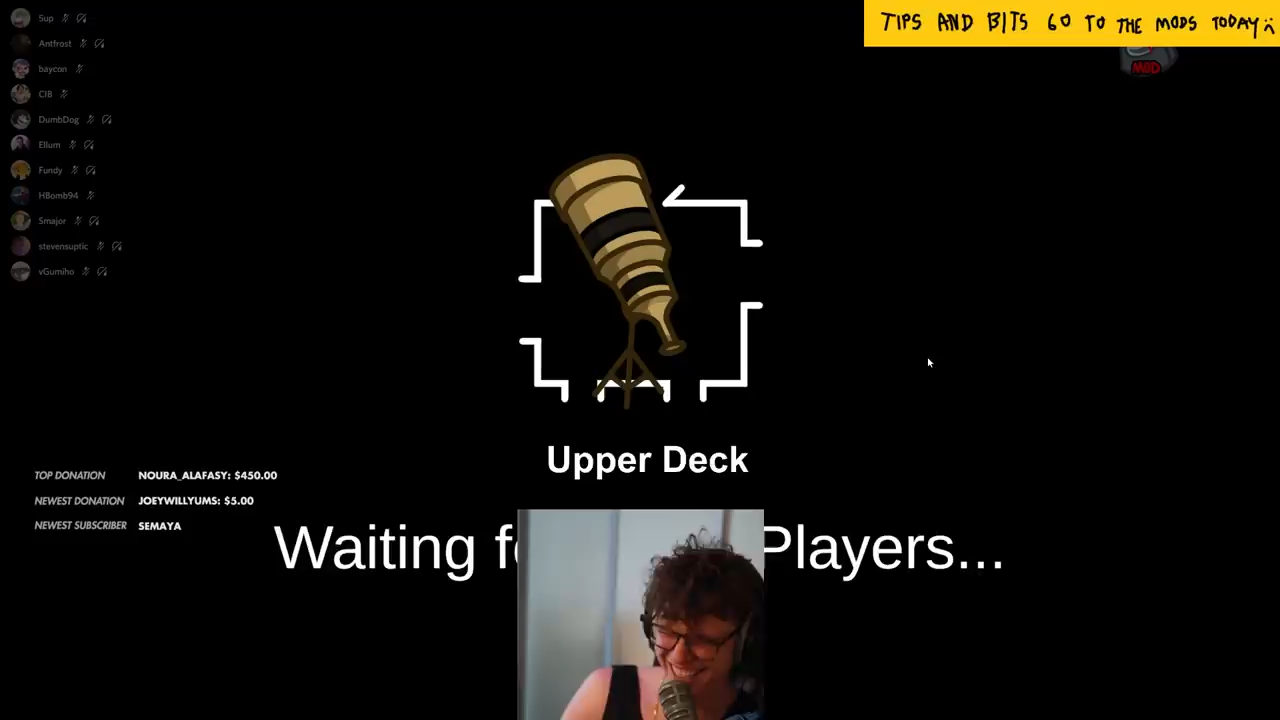 Sup
Antfrost
baycon
CIB
DumbDog
Ellum
Fundy
HBomb94
Smajor
stevensuptic
vGumiho
TIPS AND BITS GO TO THE MODS TODAY
MOD
Upper Deck
TOP DONATION NOURA_ALAFASY: $450.00
NEWEST DONATION JOEYWILLYUMS: $5.00
NEWEST SUBSCRIBER SEMAYA
Waiting Players...